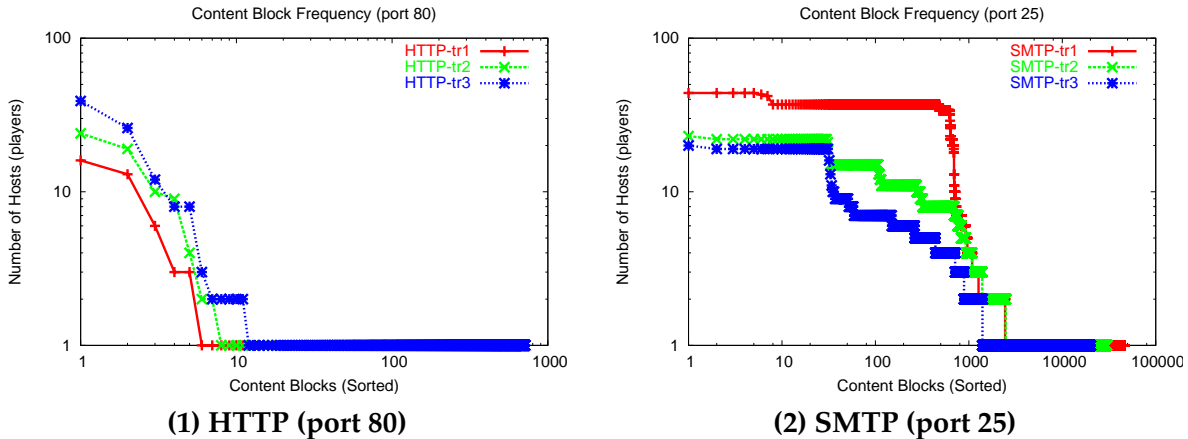 Content Block Frequency (port 80)
100
HTTP-tr1
HTTP-tr2
HTTP-tr3
Number of Hosts (players)
10
1
1
10
100
1000
Content Blocks (Sorted)
(1) HTTP (port 80)
Content Block Frequency (port 25)
100
SMTP-tr1
SMTP-tr2
SMTP-tr3
Number of Hosts (players)
10
1
1
10
100
1000
10000
100000
Content Blocks (Sorted)
(2) SMTP (port 25)